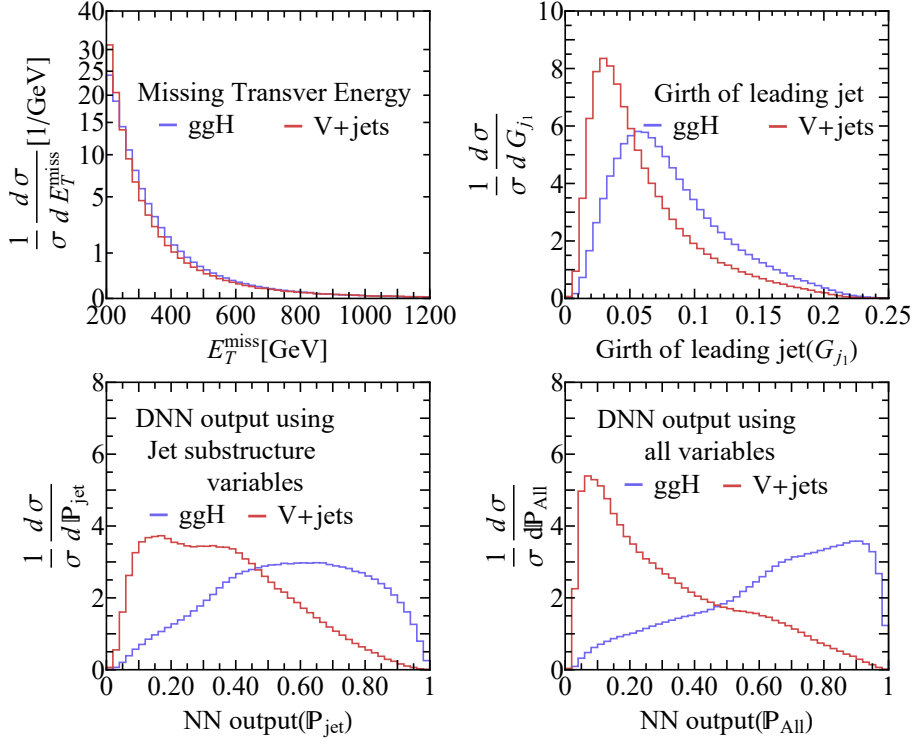 40
30
25
20
15
10
5
1
0
1/σ dσ/dE_T^miss [1/GeV]
Missing Transver Energy
ggH V+jets
200 400 600 800 1000 1200
E_T^miss[GeV]
10
8
6
4
2
0
1/σ dσ/dG_j1
Girth of leading jet
ggH V+jets
0 0.05 0.10 0.15 0.20 0.25
Girth of leading jet(G_j1)
8
6
4
2
0
1/σ dσ/dℙ_jet
DNN output using
Jet substructure
variables
ggH V+jets
0 0.20 0.40 0.60 0.80 1
NN output(ℙ_jet)
8
6
4
2
0
1/σ dσ/dℙ_All
DNN output using
all variables
ggH V+jets
0 0.20 0.40 0.60 0.80 1
NN output(ℙ_All)